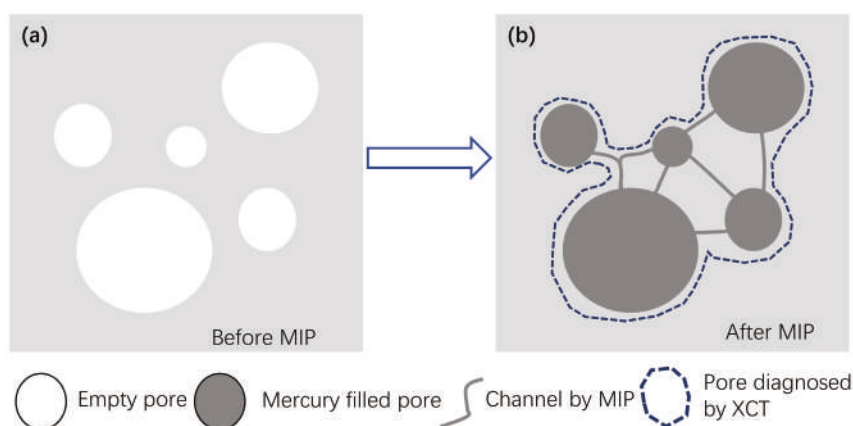 (a)
(b)
Before MIP
After MIP
Empty pore
Mercury filled pore
Channel by MIP
Pore diagnosed
by XCT